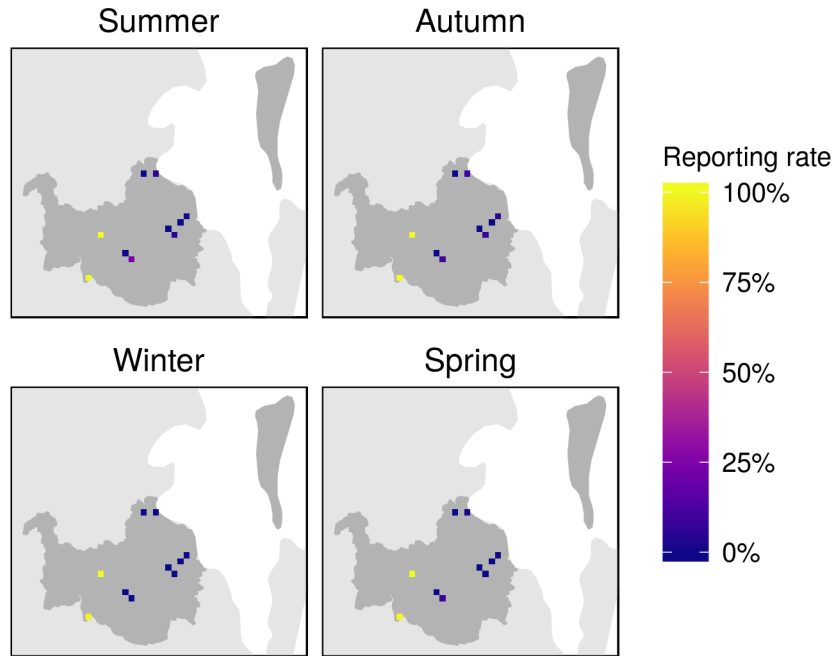 Summer
Autumn
Reporting rate
100%
75%
50%
25%
0%
Winter
Spring